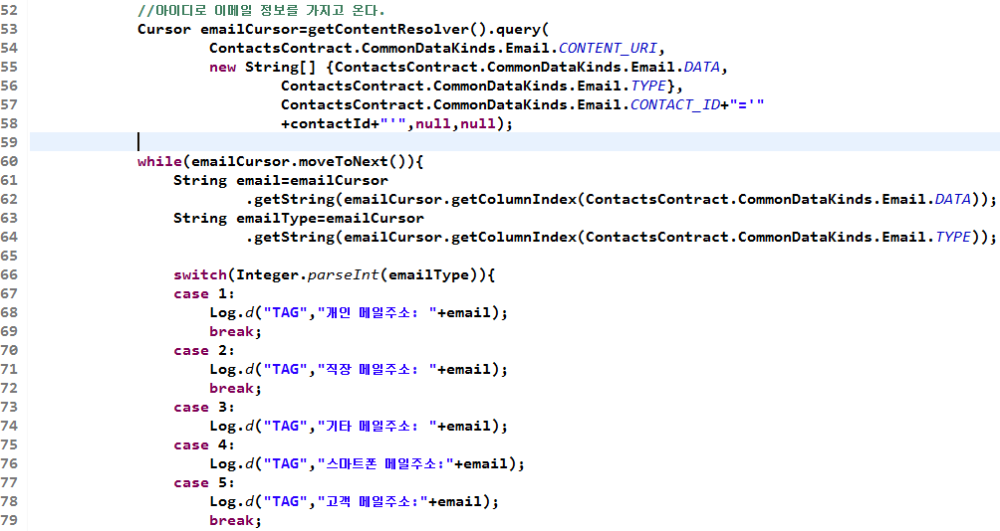 52 //아이디로 이메일 정보를 가지고 온다.
53 Cursor emailCursor=getContentResolver().query(
54 ContactsContract.CommonDataKinds.Email.CONTENT_URI,
55 new String[] {ContactsContract.CommonDataKinds.Email.DATA,
56 ContactsContract.CommonDataKinds.Email.TYPE},
57 ContactsContract.CommonDataKinds.Email.CONTACT_ID+"='"
58 +contactId+"'",null,null);
59
60 while(emailCursor.moveToNext()){
61 String email=emailCursor
62 .getString(emailCursor.getColumnIndex(ContactsContract.CommonDataKinds.Email.DATA));
63 String emailType=emailCursor
64 .getString(emailCursor.getColumnIndex(ContactsContract.CommonDataKinds.Email.TYPE));
65
66 switch(Integer.parseInt(emailType)){
67 case 1:
68 Log.d("TAG","개인 메일주소: "+email);
69 break;
70 case 2:
71 Log.d("TAG","직장 메일주소: "+email);
72 break;
73 case 3:
74 Log.d("TAG","기타 메일주소: "+email);
75 case 4:
76 Log.d("TAG","스마트폰 메일주소:"+email);
77 case 5:
78 Log.d("TAG","고객 메일주소:"+email);
79 break;